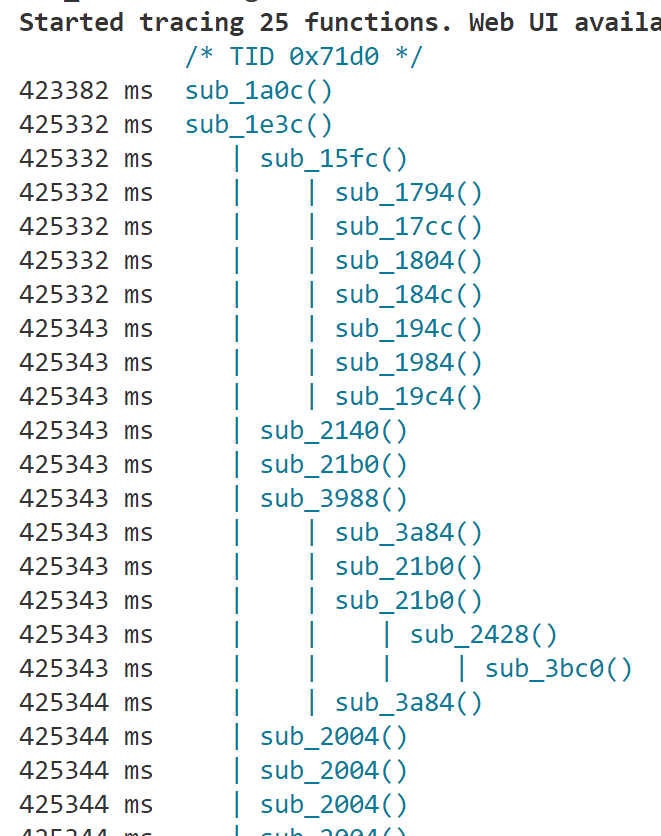 Started tracing 25 functions. Web UI availa
/* TID 0x71d0 */
423382 ms  sub_1a0c()
425332 ms  sub_1e3c()
425332 ms     | sub_15fc()
425332 ms     |    | sub_1794()
425332 ms     |    | sub_17cc()
425332 ms     |    | sub_1804()
425332 ms     |    | sub_184c()
425343 ms     |    | sub_194c()
425343 ms     |    | sub_1984()
425343 ms     |    | sub_19c4()
425343 ms     | sub_2140()
425343 ms     | sub_21b0()
425343 ms     | sub_3988()
425343 ms     |    | sub_3a84()
425343 ms     |    | sub_21b0()
425343 ms     |    | sub_21b0()
425343 ms     |    |    | sub_2428()
425343 ms     |    |    |    | sub_3bc0()
425344 ms     |    | sub_3a84()
425344 ms     | sub_2004()
425344 ms     | sub_2004()
425344 ms     | sub_2004()
425344 ms     | sub_2004()